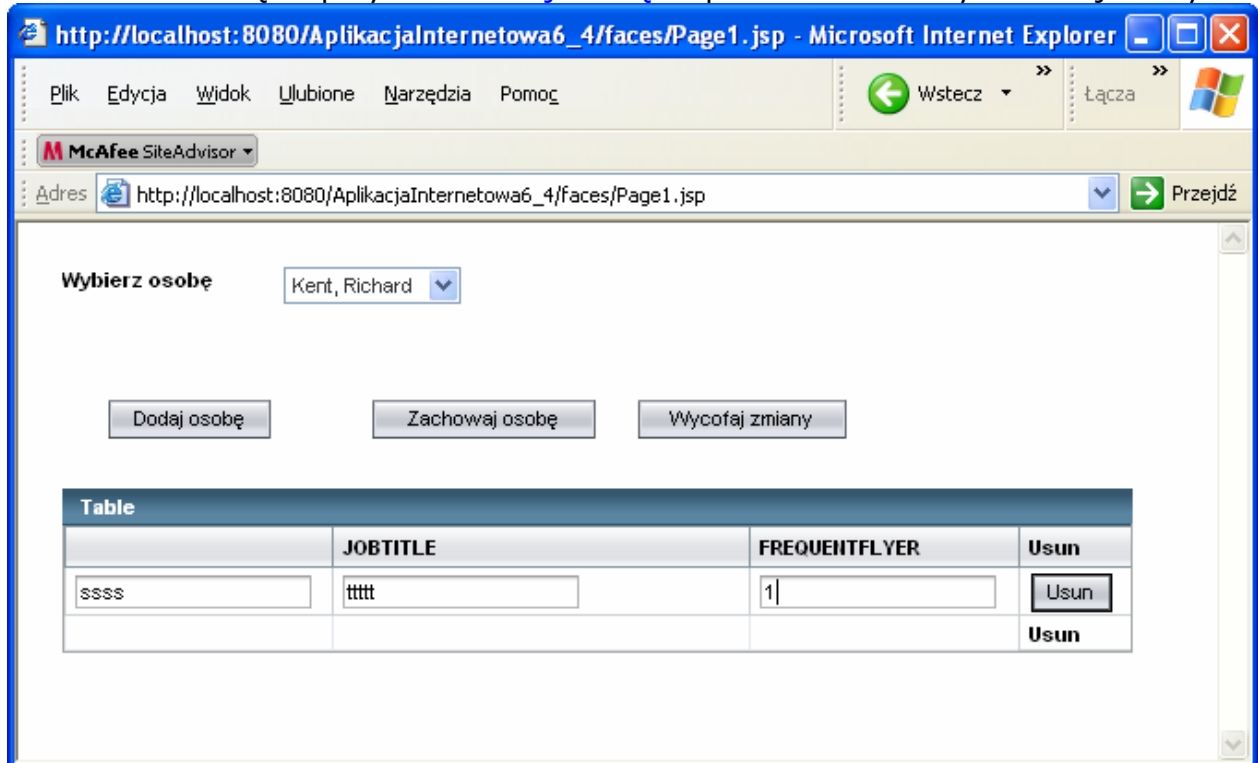 http://localhost:8080/AplikacjaInternetowa6_4/faces/Page1.jsp - Microsoft Internet Explorer
Plik Edycja Widok Ulubione Narzędzia Pomoc Wstecz » Łącza »
McAfee SiteAdvisor
Adres http://localhost:8080/AplikacjaInternetowa6_4/faces/Page1.jsp Przejdź
Wybierz osobę Kent, Richard
Dodaj osobę Zachowaj osobę Wycofaj zmiany
Table
JOBTITLE FREQUENTFLYER Usun
ssss ttttt 1 Usun
Usun